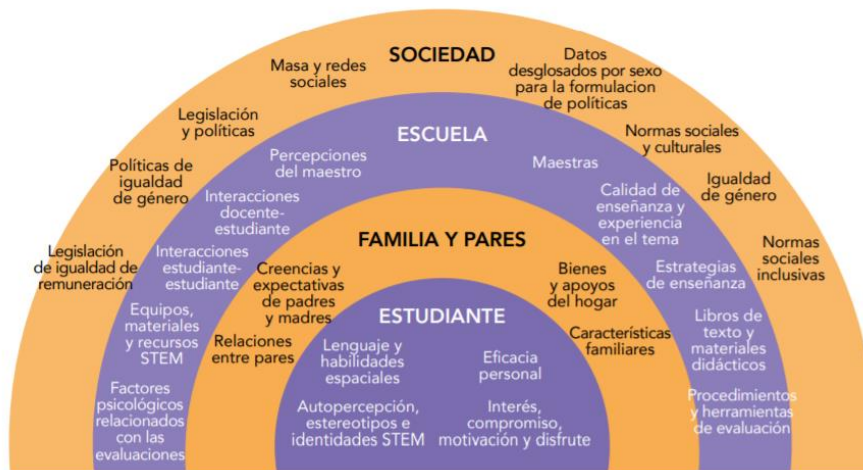 SOCIEDAD
Masa y redes
sociales
Datos
desglosados por sexo
para la formulacion
de políticas
Legislación
y políticas
Normas sociales
y culturales
Políticas de
igualdad
de género
Igualdad
de género
Legislación
de igualdad de
remuneración
Normas
sociales
inclusivas
ESCUELA
Percepciones
del maestro
Maestras
Interacciones
docente-
estudiante
Calidad de
enseñanza y
experiencia
en el tema
Interacciones
estudiante-
estudiante
Estrategias
de enseñanza
Equipos,
materiales
y recursos
STEM
Libros de
texto y
materiales
didácticos
Factores
psicológicos
relacionados
con las
evaluaciones
Procedimientos
y herramientas
de evaluación
FAMILIA Y PARES
Creencias y
expectativas
de padres
y madres
Bienes
y apoyos
del hogar
Relaciones
entre pares
Características
familiares
ESTUDIANTE
Lenguaje y
habilidades
espaciales
Eficacia
personal
Autopercepción,
estereotipos e
identidades STEM
Interés,
compromiso,
motivación y disfrute